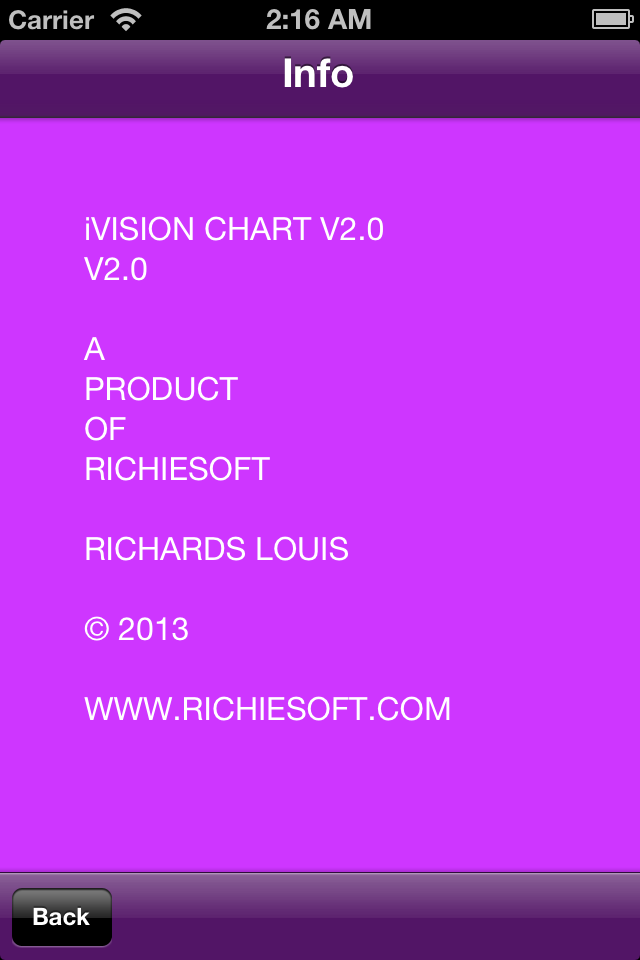 Carrier 2:16 AM
Info
iVISION CHART V2.0
V2.0
A
PRODUCT
OF
RICHIESOFT
RICHARDS LOUIS
© 2013
WWW.RICHIESOFT.COM
Back